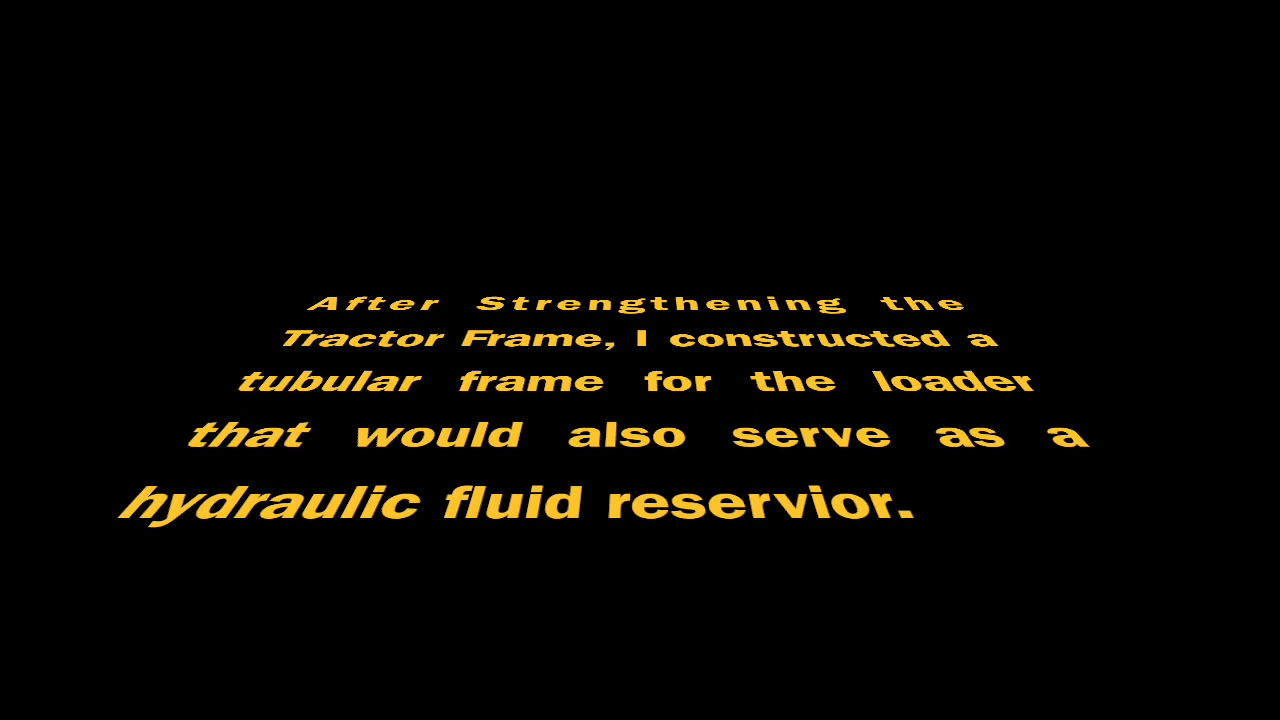 After Strengthening the
Tractor Frame, I constructed a
tubular frame for the loader
that would also serve as a
hydraulic fluid reservior.